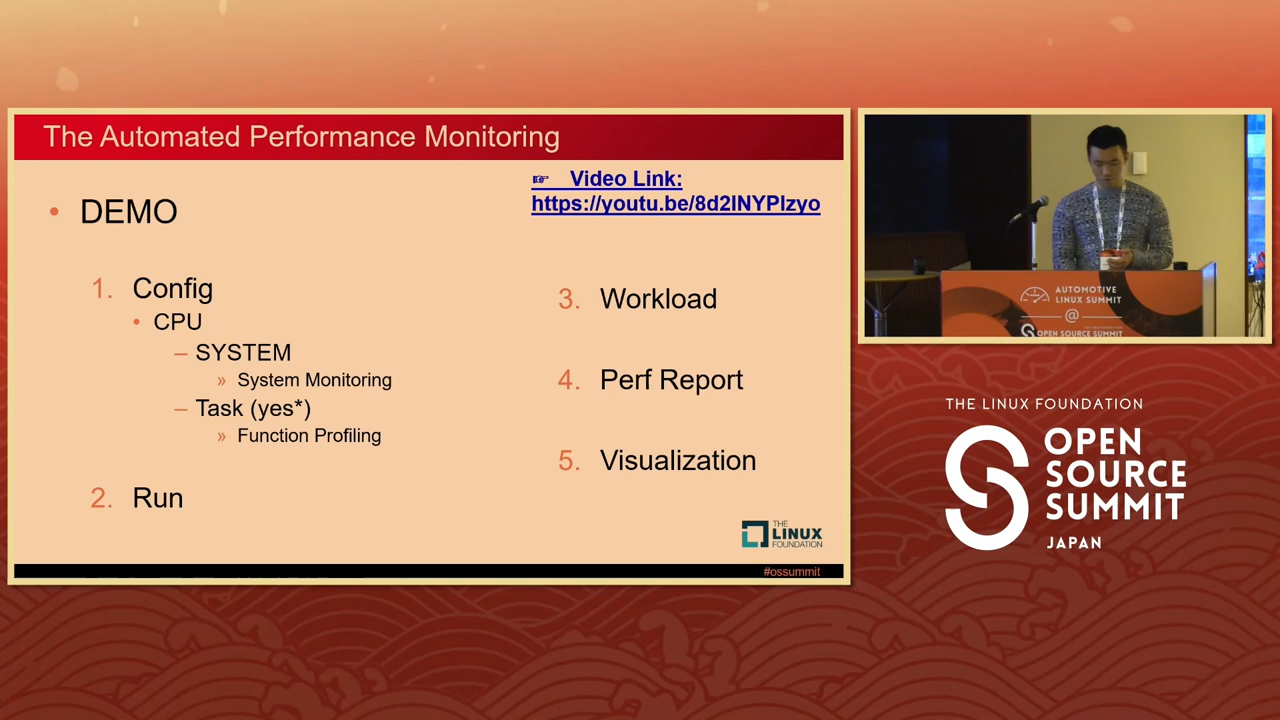 The Automated Performance Monitoring
☞ Video Link:
https://youtu.be/8d2lNYPIzyo
• DEMO
1. Config
• CPU
– SYSTEM
» System Monitoring
– Task (yes*)
» Function Profiling
2. Run
3. Workload
4. Perf Report
5. Visualization
THE
LINUX
FOUNDATION
#ossummit
AUTOMOTIVE
LINUX SUMMIT
@
OPEN SOURCE SUMMIT
THE LINUX FOUNDATION
OPEN
SOURCE
SUMMIT
JAPAN